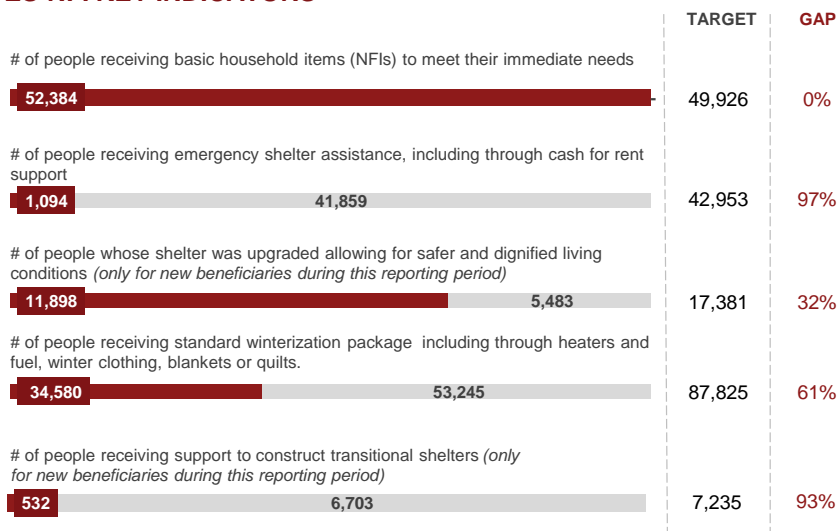 TARGET GAP
# of people receiving basic household items (NFIs) to meet their immediate needs
52,384 - 49,926 0%
# of people receiving emergency shelter assistance, including through cash for rent
support
1,094 41,859 42,953 97%
# of people whose shelter was upgraded allowing for safer and dignified living
conditions (only for new beneficiaries during this reporting period)
11,898 5,483 17,381 32%
# of people receiving standard winterization package including through heaters and
fuel, winter clothing, blankets or quilts.
34,580 53,245 87,825 61%
# of people receiving support to construct transitional shelters (only
for new beneficiaries during this reporting period)
532 6,703 7,235 93%